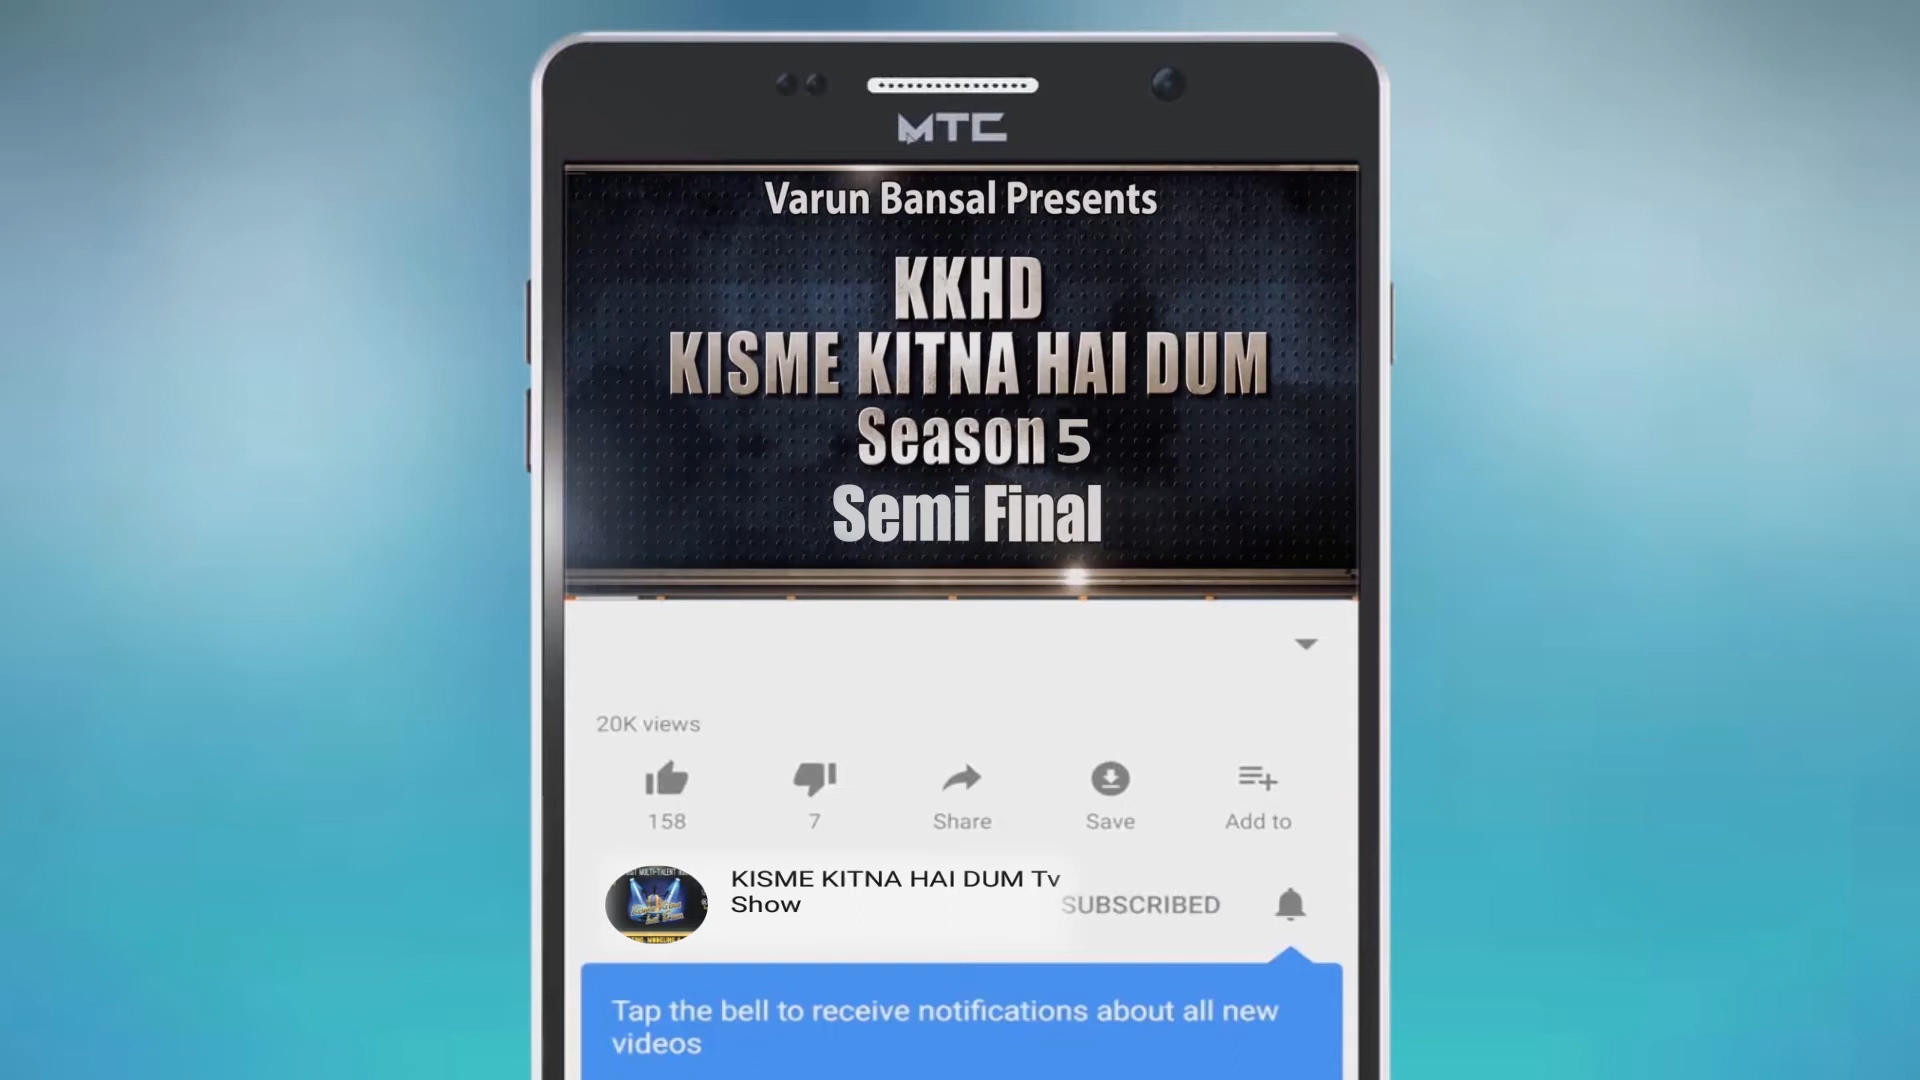 MTC
Varun Bansal Presents
KKHD
KISME KITNA HAI DUM
Season 5
Semi Final
20K views
158
7
Share
Save
Add to
KISME KITNA HAI DUM Tv
Show
SUBSCRIBED
Tap the bell to receive notifications about all new
videos